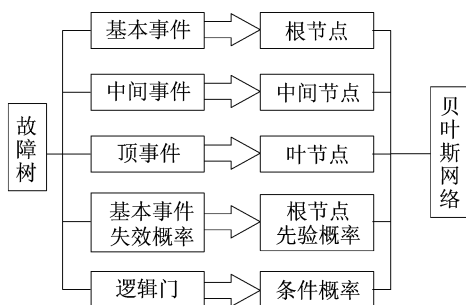 故障树
基本事件
根节点
中间事件
中间节点
顶事件
叶节点
基本事件
失效概率
根节点
先验概率
逻辑门
条件概率
贝叶斯网络